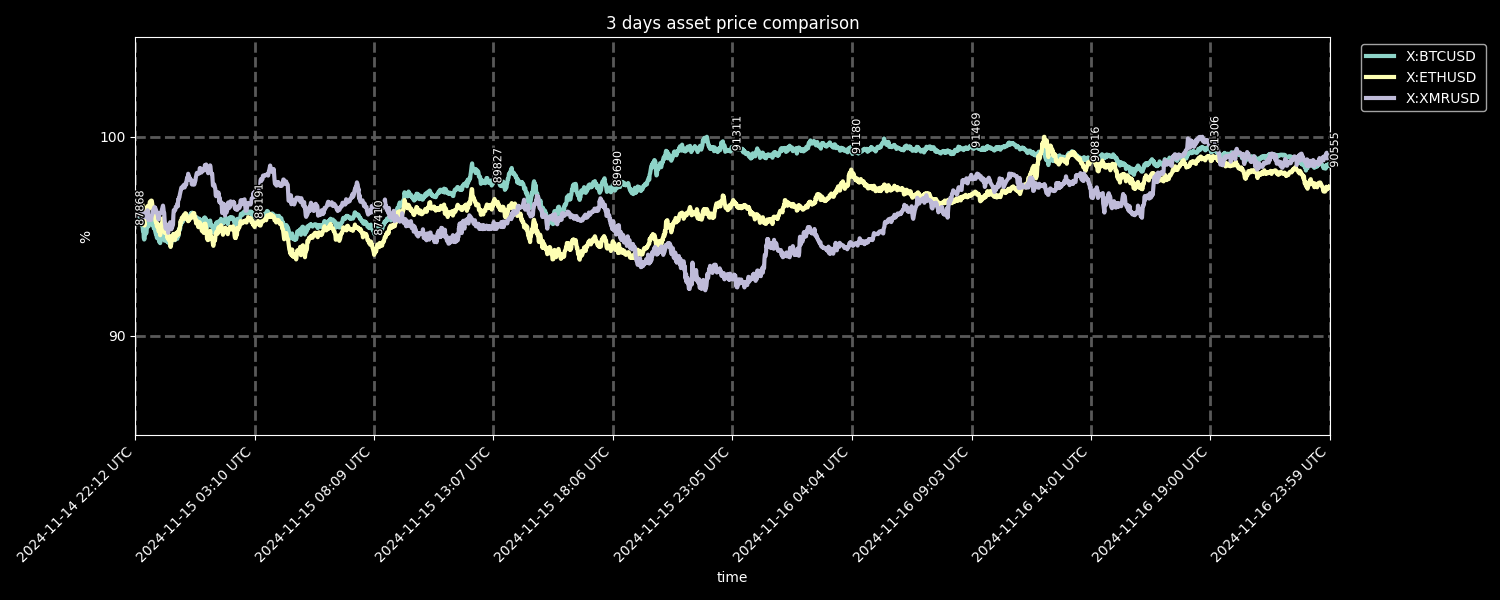 3 days asset price comparison
X:BTCUSD
X:ETHUSD
X:XMRUSD
100
90
%
87868
88191
87410
89827
89690
91311
91180
91469
90816
91306
90555
2024-11-14 22:12 UTC
2024-11-15 03:10 UTC
2024-11-15 08:09 UTC
2024-11-15 13:07 UTC
2024-11-15 18:06 UTC
2024-11-15 23:05 UTC
2024-11-16 04:04 UTC
2024-11-16 09:03 UTC
2024-11-16 14:01 UTC
2024-11-16 19:00 UTC
2024-11-16 23:59 UTC
time